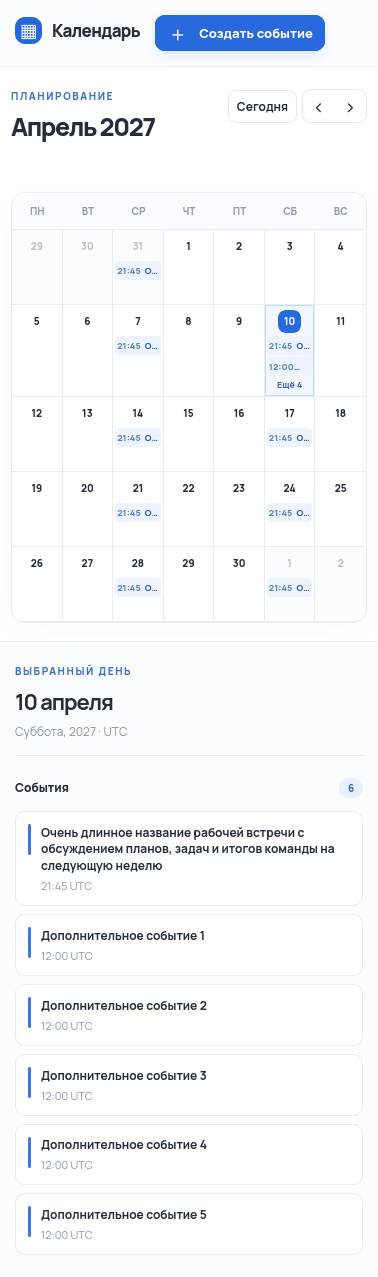 Календарь
+ Создать событие
ПЛАНИРОВАНИЕ
Апрель 2027
Сегодня
ПН ВТ СР ЧТ ПТ СБ ВС
29 30 31 1 2 3 4
21:45 О...
5 6 7 8 9 10 11
21:45 О... 21:45 О...
12:00...
Ещё 4
12 13 14 15 16 17 18
21:45 О... 21:45 О...
19 20 21 22 23 24 25
21:45 О... 21:45 О...
26 27 28 29 30 1 2
21:45 О... 21:45 О...
ВЫБРАННЫЙ ДЕНЬ
10 апреля
Суббота, 2027 · UTC
События 6
Очень длинное название рабочей встречи с
обсуждением планов, задач и итогов команды на
следующую неделю
21:45 UTC
Дополнительное событие 1
12:00 UTC
Дополнительное событие 2
12:00 UTC
Дополнительное событие 3
12:00 UTC
Дополнительное событие 4
12:00 UTC
Дополнительное событие 5
12:00 UTC